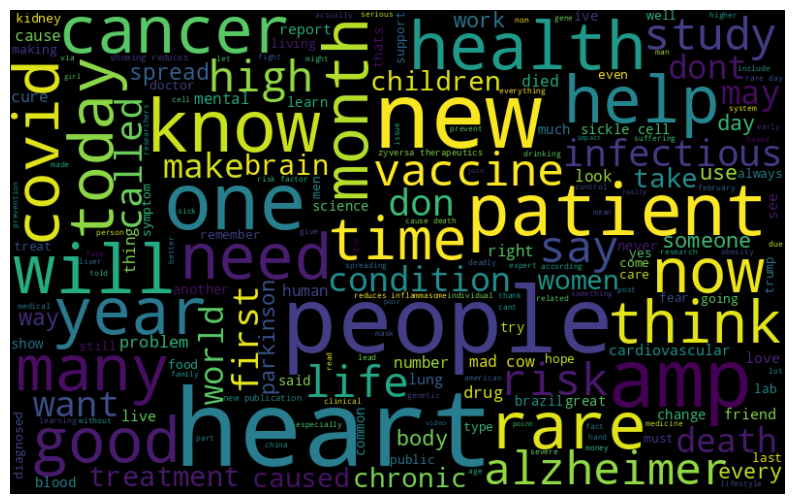 kidney
cause
making
cancer
report
living
thats
cause
high
spread
doctor
cure
mental
learn
covid
today
called
know
make
brain
month
showing reduces
via
let
girl
cell
researchers
actually
serious
mon
gene
higher
fight
might
man
everything
health
work
ive
well
support
study
include
rare day
even
children
died
new
help
dont
may
system
day
much
sickle cell
suffering
early
based
infectious
issue
prevent
zyversa therapeutics
drinking
impact
vaccine
look
take
use
always
join
control
february
see
one
symptom
risk factor
men
science
don
cause death
patient
prevention
made
sick
person
remember
give
time
right
yes
never
someone
mean
really
research
obesity
due
treat
face
liver
told
better
thing
need
say
spreading
deadly
expert
according
come
care
fear
going
trump
post
now
will
another
human
condition
women
reduces inflammasome
individual
thank
related
something
poor
cant
try
medical
year
way
first
world
parkinson
people
think
show
problem
still
food
family
mask
read
lead
number
mad cow
hope
cardiovascular
love
lot
lab
many
life
said
lung
drug
risk
amp
new publication
clinical
american
genetic
brazil
great
change
friend
want
live
learning
without
diagnosed
good
heart
especially
common
body
type
video
point
fact
hand
money
must
medicine
death
rare
part
china
public
age
severe
last
every
treatment
caused
chronic
alzheimer
blood
lifestyle